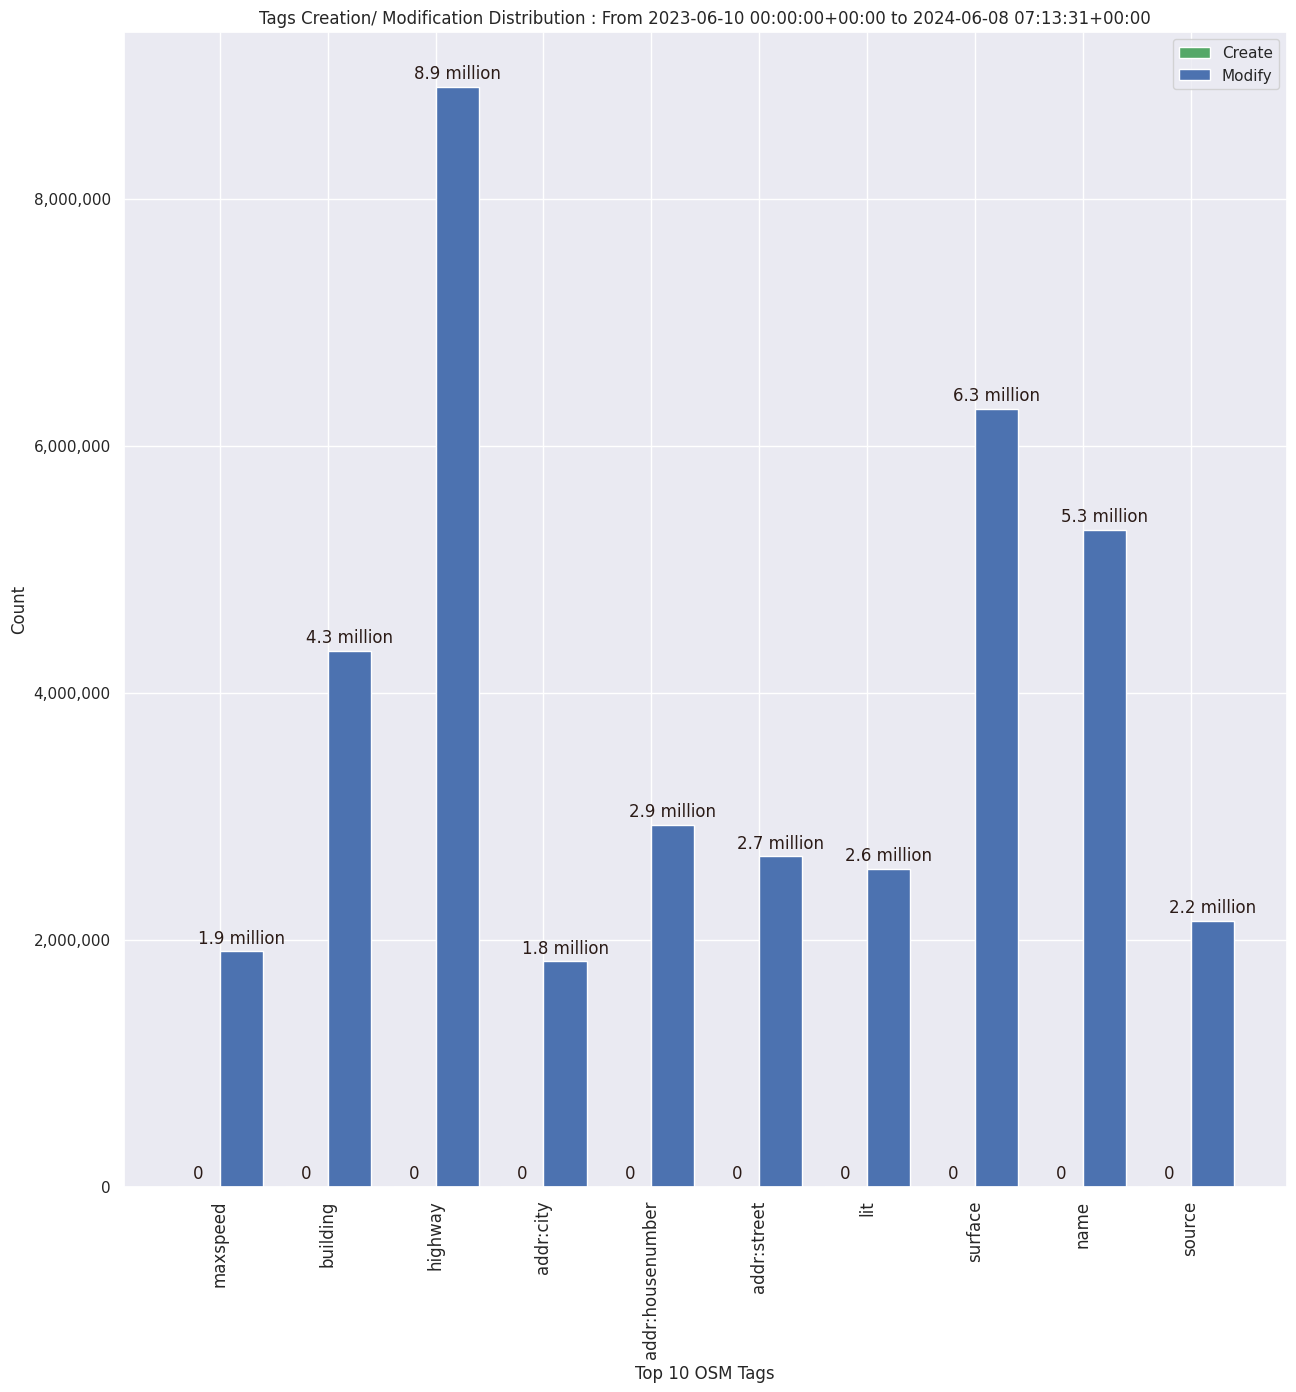 Tags Creation/ Modification Distribution : From 2023-06-10 00:00:00+00:00 to 2024-06-08 07:13:31+00:00
Create
Modify
Count
8,000,000
6,000,000
4,000,000
2,000,000
0
0
1.9 million
0
4.3 million
0
8.9 million
0
1.8 million
0
2.9 million
0
2.7 million
0
2.6 million
0
6.3 million
0
5.3 million
0
2.2 million
maxspeed
building
highway
addr:city
addr:housenumber
addr:street
lit
surface
name
source
Top 10 OSM Tags